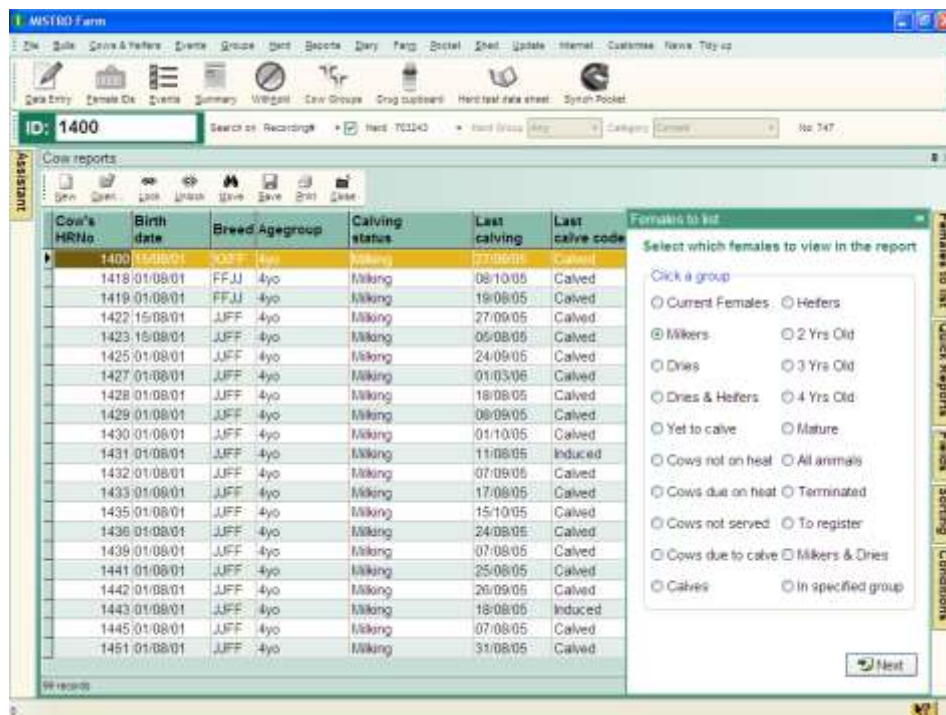 MISTRO Farm
File Bulls Cows & Heifers Events Groups Herd Reports Diary Farm Pocket Shed Update Internet Customise News Tidy up
Data Entry Female IDs Events Summary Withhold Cow Groups Drug cupboard Herd test data sheet Synch Pocket
ID: 1400 Search on Recording# Herd 703243 Herd Group Any Category Current No: 747
Assistant
Cow reports
New Open Lock Unlock Move Save Print Close
Cow's HRNo Birth date Breed Agegroup Calving status Last calving Last calve code
1400 15/08/01 4yo Milking 27/08/05 Calved
1418 01/08/01 FFJJ 4yo Milking 08/10/05 Calved
1419 01/08/01 FFJJ 4yo Milking 19/08/05 Calved
1422 15/08/01 JJFF 4yo Milking 27/09/05 Calved
1423 15/08/01 JJFF 4yo Milking 05/08/05 Calved
1425 01/08/01 JJFF 4yo Milking 24/09/05 Calved
1427 01/08/01 JJFF 4yo Milking 01/03/06 Calved
1428 01/08/01 JJFF 4yo Milking 18/08/05 Calved
1429 01/08/01 JJFF 4yo Milking 08/09/05 Calved
1430 01/08/01 JJFF 4yo Milking 01/10/05 Calved
1431 01/08/01 JJFF 4yo Milking 11/08/05 Induced
1432 01/08/01 JJFF 4yo Milking 07/09/05 Calved
1433 01/08/01 JJFF 4yo Milking 17/08/05 Calved
1435 01/08/01 JJFF 4yo Milking 15/10/05 Calved
1436 01/08/01 JJFF 4yo Milking 24/08/05 Calved
1439 01/08/01 JJFF 4yo Milking 07/08/05 Calved
1441 01/08/01 JJFF 4yo Milking 25/08/05 Calved
1442 01/08/01 JJFF 4yo Milking 26/09/05 Calved
1443 01/08/01 JJFF 4yo Milking 18/08/05 Induced
1445 01/08/01 JJFF 4yo Milking 07/08/05 Calved
1451 01/08/01 JJFF 4yo Milking 31/08/05 Calved
99 records
Females to list
Select which females to view in the report
Click a group
Current Females Heifers
Milkers 2 Yrs Old
Dries 3 Yrs Old
Dries & Heifers 4 Yrs Old
Yet to calve Mature
Cows not on heat All animals
Cows due on heat Terminated
Cows not served To register
Cows due to calve Milkers & Dries
Calves In specified group
Next
Females to list
Quick Reports
Fields
Sorting
Conditions